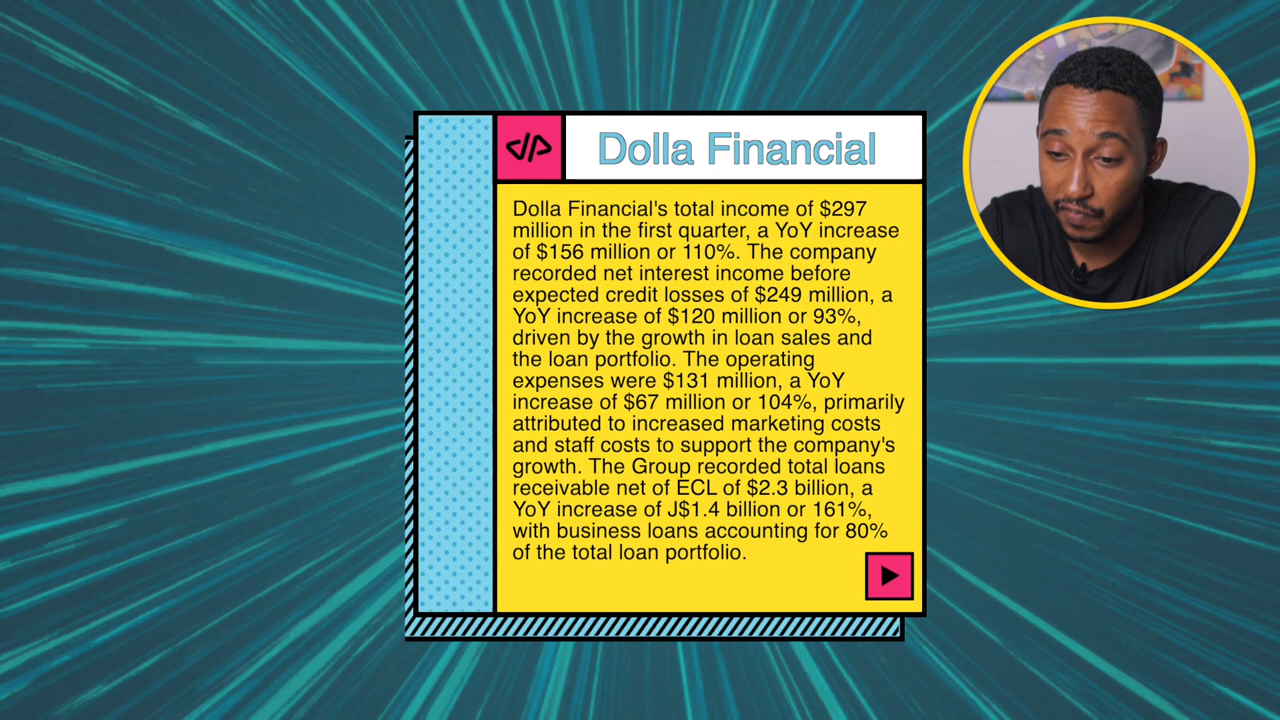 Dolla Financial
Dolla Financial's total income of $297
million in the first quarter, a YoY increase
of $156 million or 110%. The company
recorded net interest income before
expected credit losses of $249 million, a
YoY increase of $120 million or 93%,
driven by the growth in loan sales and
the loan portfolio. The operating
expenses were $131 million, a YoY
increase of $67 million or 104%, primarily
attributed to increased marketing costs
and staff costs to support the company's
growth. The Group recorded total loans
receivable net of ECL of $2.3 billion, a
YoY increase of J$1.4 billion or 161%,
with business loans accounting for 80%
of the total loan portfolio.